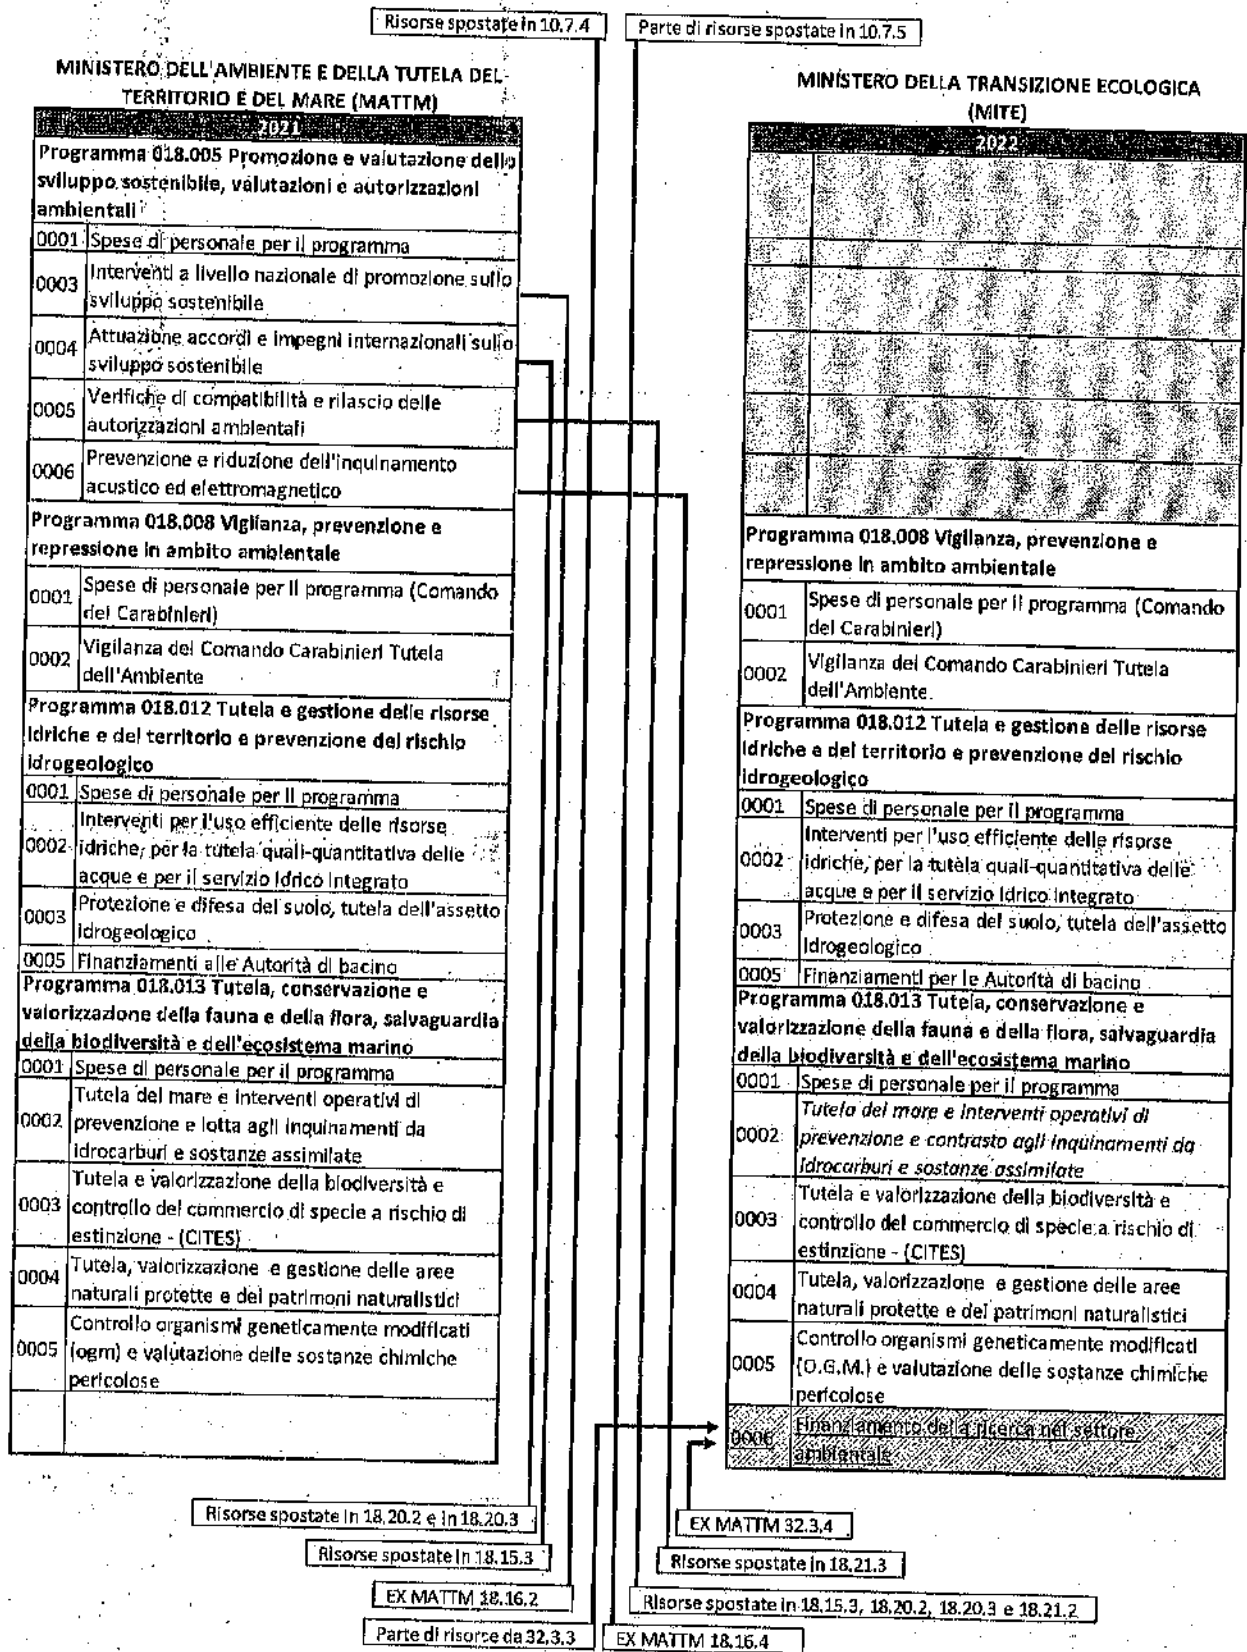 Risorse spostate in 10.7.4
Parte di risorse spostate in 10.7.5
MINISTERO DELL'AMBIENTE E DELLA TUTELA DEL
TERRITORIO E DEL MARE (MATTM)
2021
Programma 018.005 Promozione e valutazione dello
sviluppo sostenibile, valutazioni e autorizzazioni
ambientali
0001 Spese di personale per il programma
0003 Interventi a livello nazionale di promozione sullo
sviluppo sostenibile
0004 Attuazione accordi e impegni internazionali sullo
sviluppo sostenibile
0005 Verifiche di compatibilità e rilascio delle
autorizzazioni ambientali
0006 Prevenzione e riduzione dell'inquinamento
acustico ed elettromagnetico
Programma 018.008 Vigilanza, prevenzione e
repressione in ambito ambientale
0001 Spese di personale per il programma (Comando
dei Carabinieri)
0002 Vigilanza del Comando Carabinieri Tutela
dell'Ambiente
Programma 018.012 Tutela e gestione delle risorse
idriche e del territorio e prevenzione del rischio
idrogeologico
0001 Spese di personale per il programma
0002 Interventi per l'uso efficiente delle risorse
idriche, per la tutela quali-quantitativa delle
acque e per il servizio idrico integrato
0003 Protezione e difesa del suolo, tutela dell'assetto
idrogeologico
0005 Finanziamenti alle Autorità di bacino
Programma 018.013 Tutela, conservazione e
valorizzazione della fauna e della flora, salvaguardia
della biodiversità e dell'ecosistema marino
0001 Spese di personale per il programma
0002 Tutela del mare e interventi operativi di
prevenzione e lotta agli inquinamenti da
idrocarburi e sostanze assimilate
0003 Tutela e valorizzazione della biodiversità e
controllo del commercio di specie a rischio di
estinzione - (CITES)
0004 Tutela, valorizzazione e gestione delle aree
naturali protette e dei patrimoni naturalistici
0005 Controllo organismi geneticamente modificati
(ogm) e valutazione delle sostanze chimiche
pericolose
MINISTERO DELLA TRANSIZIONE ECOLOGICA
(MITE)
2022
Programma 018.008 Vigilanza, prevenzione e
repressione in ambito ambientale
0001 Spese di personale per il programma (Comando
dei Carabinieri)
0002 Vigilanza del Comando Carabinieri Tutela
dell'Ambiente.
Programma 018.012 Tutela e gestione delle risorse
idriche e del territorio e prevenzione del rischio
idrogeologico
0001 Spese di personale per il programma
0002 Interventi per l'uso efficiente delle risorse
idriche, per la tutela quali-quantitativa delle
acque e per il servizio idrico integrato
0003 Protezione e difesa del suolo, tutela dell'assetto
idrogeologico
0005 Finanziamenti per le Autorità di bacino
Programma 018.013 Tutela, conservazione e
valorizzazione della fauna e della flora, salvaguardia
della biodiversità e dell'ecosistema marino
0001 Spese di personale per il programma
0002 Tutela del mare e interventi operativi di
prevenzione e contrasto agli inquinamenti da
idrocarburi e sostanze assimilate
0003 Tutela e valorizzazione della biodiversità e
controllo del commercio di specie a rischio di
estinzione - (CITES)
0004 Tutela, valorizzazione e gestione delle aree
naturali protette e dei patrimoni naturalistici
0005 Controllo organismi geneticamente modificati
(O.G.M.) e valutazione delle sostanze chimiche
pericolose
0006 Finanziamento della ricerca nel settore
ambientale
Risorse spostate in 18.20.2 e in 18.20.3
EX MATTM 32.3.4
Risorse spostate in 18.15.3
Risorse spostate in 18.21.3
EX MATTM 18.16.2
Risorse spostate in 18.15.3, 18.20.2, 18.20.3 e 18.21.2
Parte di risorse da 32.3.3
EX MATTM 18.16.4